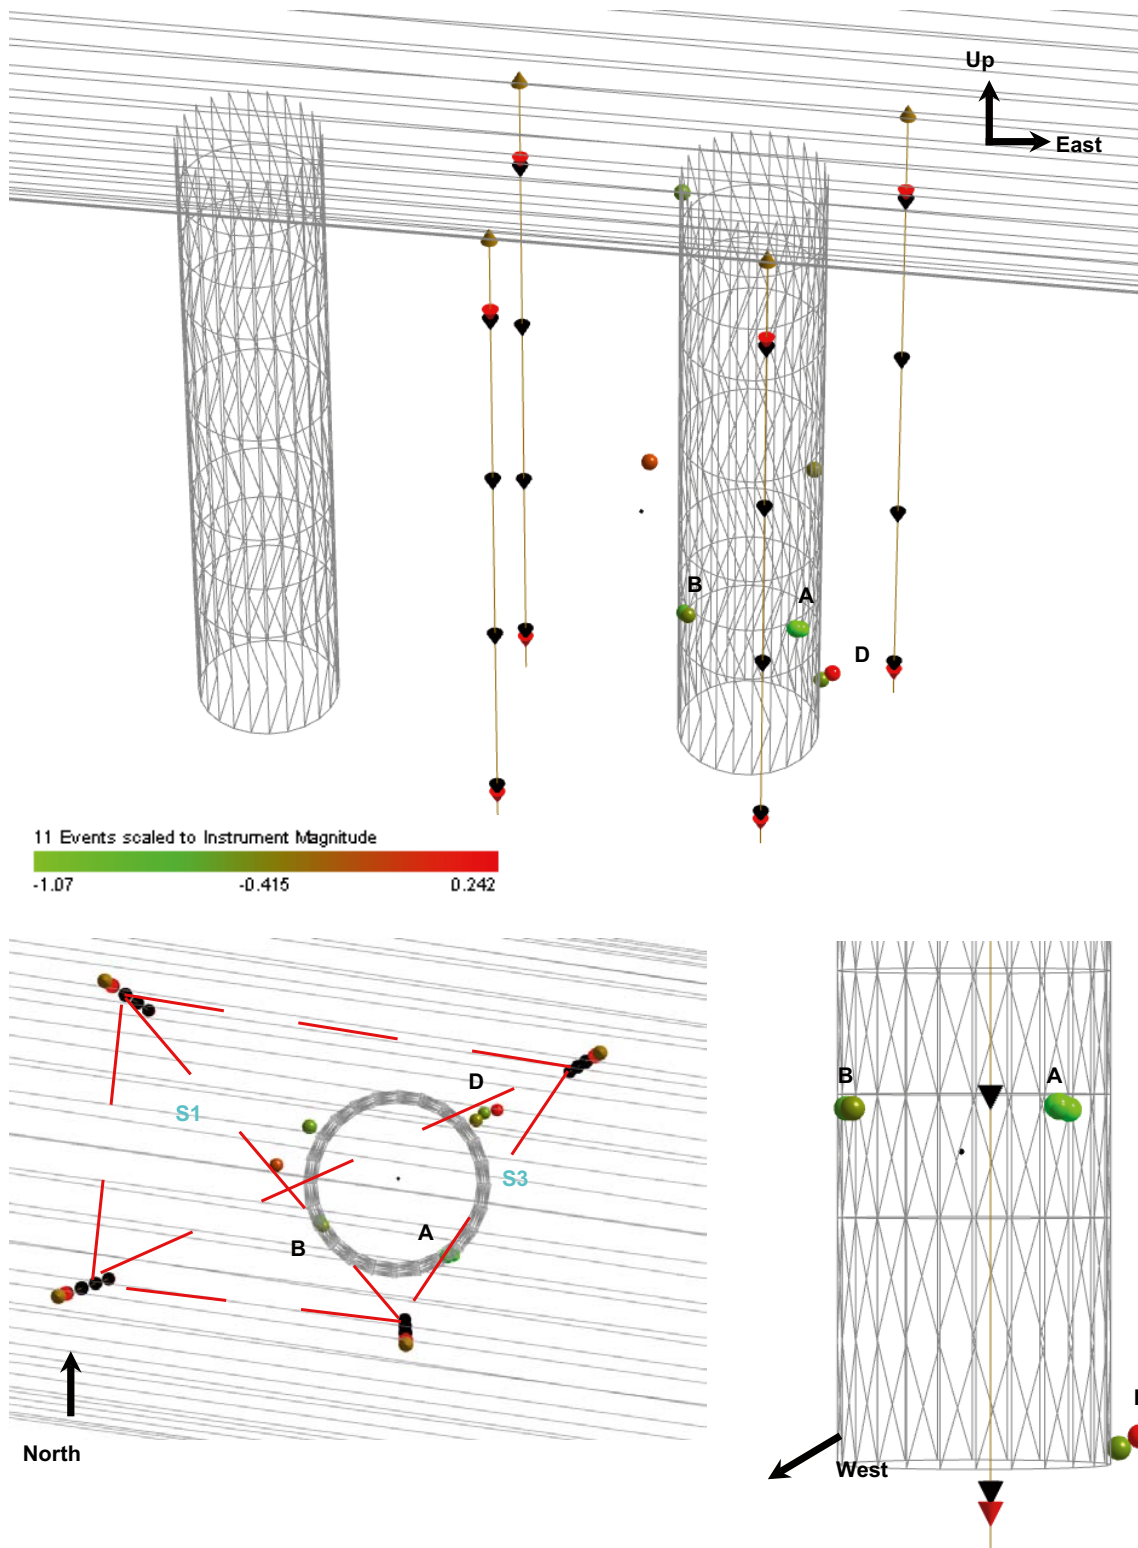 Up
East
B
A
D
11 Events scaled to Instrument Magnitude
-1.07
-0.415
0.242
D
S1
S3
A
B
North
B
A
West